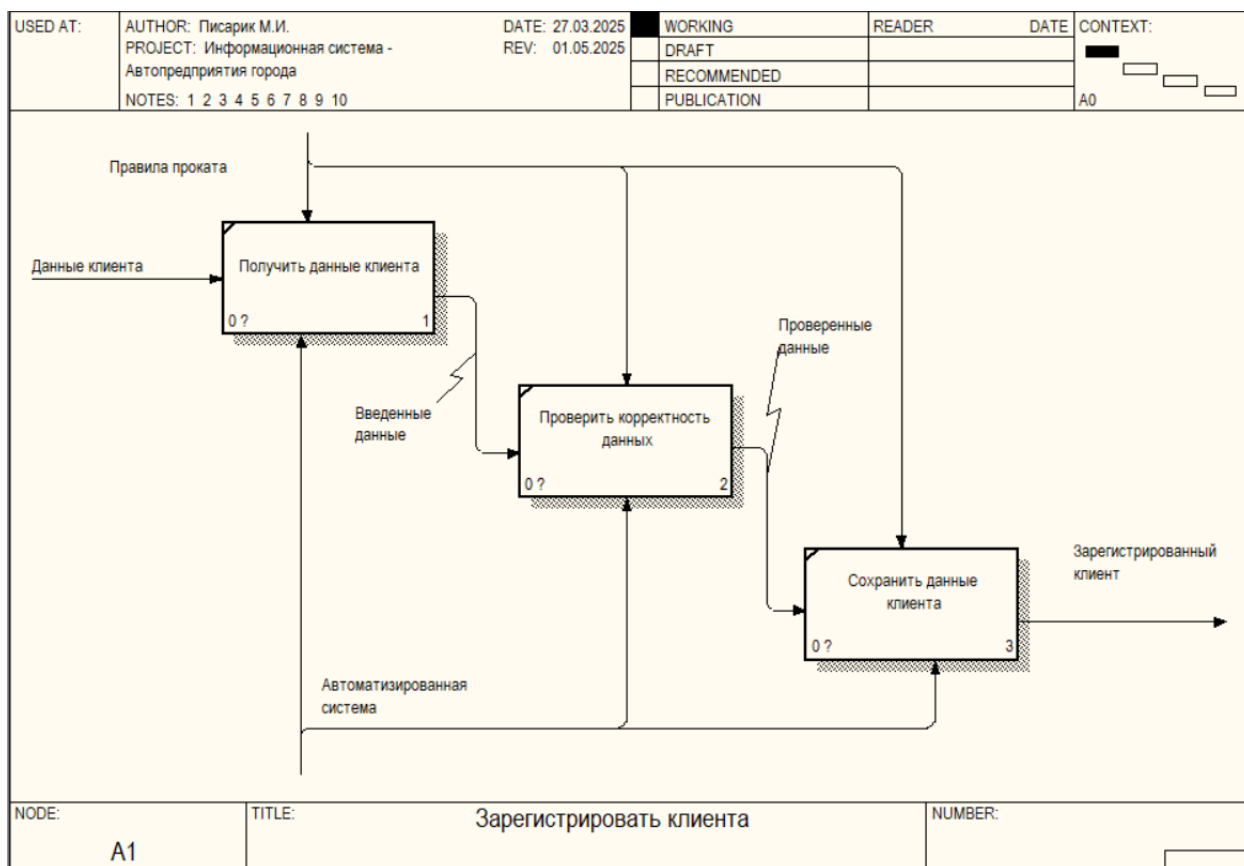 USED AT:
AUTHOR: Писарик М.И.
DATE: 27.03.2025
PROJECT: Информационная система -
REV: 01.05.2025
Автопредприятия города
NOTES: 1 2 3 4 5 6 7 8 9 10
WORKING
DRAFT
RECOMMENDED
PUBLICATION
READER DATE
CONTEXT:
A0
Правила проката
Данные клиента
Получить данные клиента
0 ? 1
Введенные
данные
Проверить корректность
данных
0 ? 2
Проверенные
данные
Сохранить данные
клиента
0 ? 3
Зарегистрированный
клиент
Автоматизированная
система
NODE:
A1
TITLE:
Зарегистрировать клиента
NUMBER: